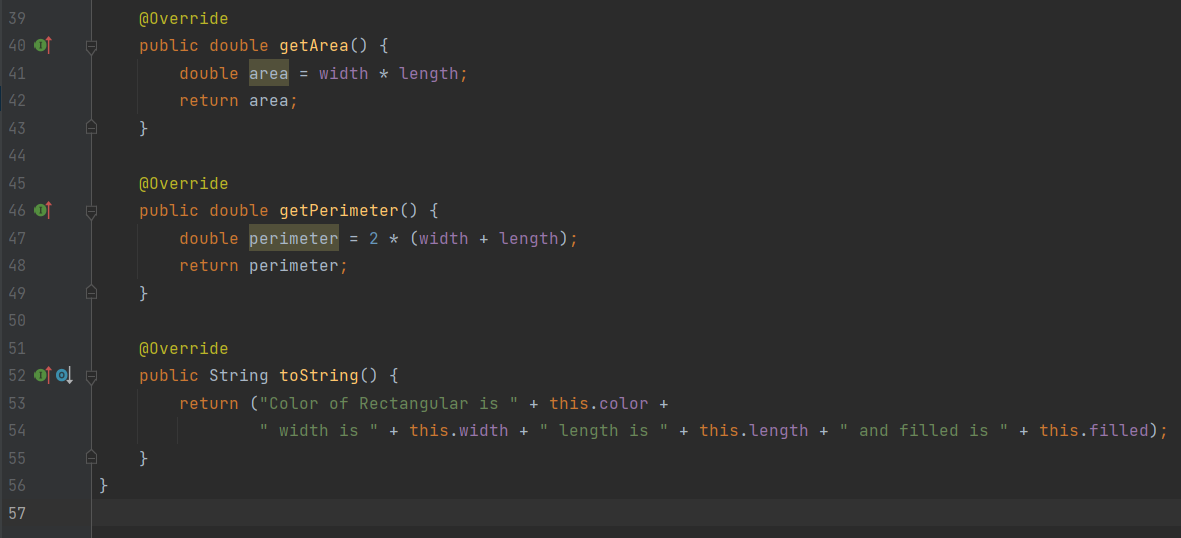 39 @Override
40 public double getArea() {
41 double area = width * length;
42 return area;
43 }
44
45 @Override
46 public double getPerimeter() {
47 double perimeter = 2 * (width + length);
48 return perimeter;
49 }
50
51 @Override
52 public String toString() {
53 return ("Color of Rectangular is " + this.color +
54 " width is " + this.width + " length is " + this.length + " and filled is " + this.filled);
55 }
56 }
57